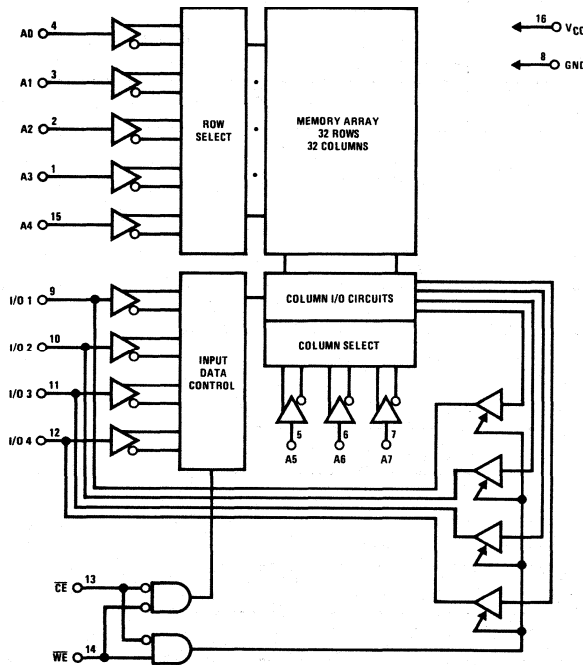 A0 4
16 VCC
A1 3
8 GND
A2 2
A3 1
A4 15
ROW
SELECT
MEMORY ARRAY
32 ROWS
32 COLUMNS
I/O 1 9
I/O 2 10
I/O 3 11
I/O 4 12
INPUT
DATA
CONTROL
COLUMN I/O CIRCUITS
COLUMN SELECT
5 6 7
A5 A6 A7
CE 13
WE 14